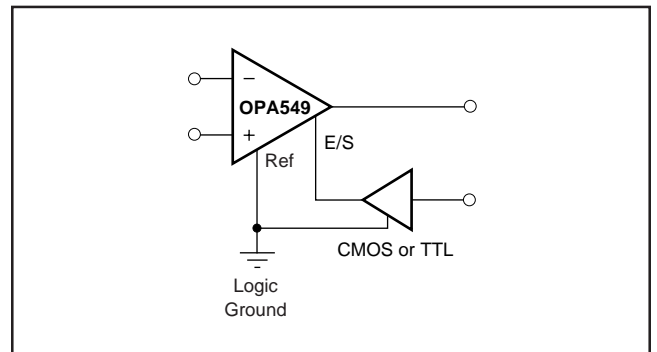 −
OPA549
+
E/S
Ref
CMOS or TTL
Logic
Ground